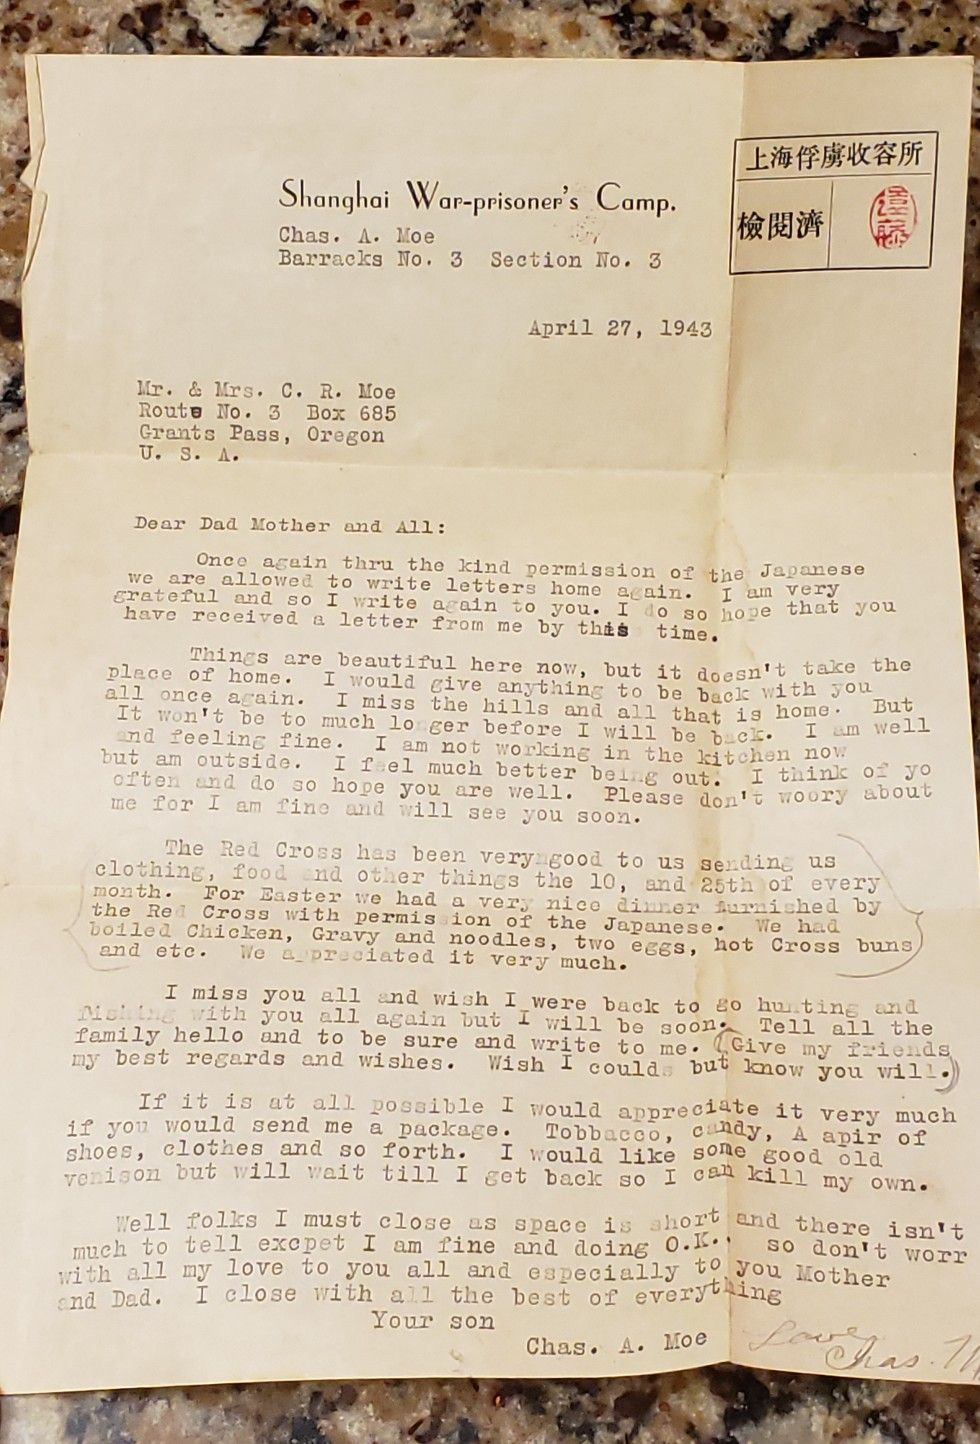 上海俘虜收容所
檢閱濟
遠藤
Shanghai War-prisoner's Camp.
Chas. A. Moe
Barracks No. 3 Section No. 3
April 27, 1943
Mr. & Mrs. C. R. Moe
Route No. 3 Box 685
Grants Pass, Oregon
U. S. A.
Dear Dad Mother and All:
Once again thru the kind permission of the Japanese
we are allowed to write letters home again. I am very
grateful and so I write again to you. I do so hope that you
have received a letter from me by this time.
Things are beautiful here now, but it doesn't take the
place of home. I would give anything to be back with you
all once again. I miss the hills and all that is home. But
It won't be to much longer before I will be back. I am well
and feeling fine. I am not working in the kitchen now
but am outside. I feel much better being out. I think of yo
often and do so hope you are well. Please don't woory about
me for I am fine and will see you soon.
The Red Cross has been very good to us sending us
clothing, food and other things the 10, and 25th of every
month. For Easter we had a very nice dinner furnished by
the Red Cross with permission of the Japanese. We had
boiled Chicken, Gravy and noodles, two eggs, hot Cross buns
and etc. We appreciated it very much.
I miss you all and wish I were back to go hunting and
fishing with you all again but I will be soon. Tell all the
family hello and to be sure and write to me. (Give my friends
my best regards and wishes. Wish I coulds but know you will.)
If it is at all possible I would appreciate it very much
if you would send me a package. Tobbacco, candy, A apir of
shoes, clothes and so forth. I would like some good old
venison but will wait till I get back so I can kill my own.
Well folks I must close as space is short and there isn't
much to tell excpet I am fine and doing O.K.. so don't worr
with all my love to you all and especially to you Mother
and Dad. I close with all the best of everything
Your son
Chas. A. Moe
Love
Chas. M